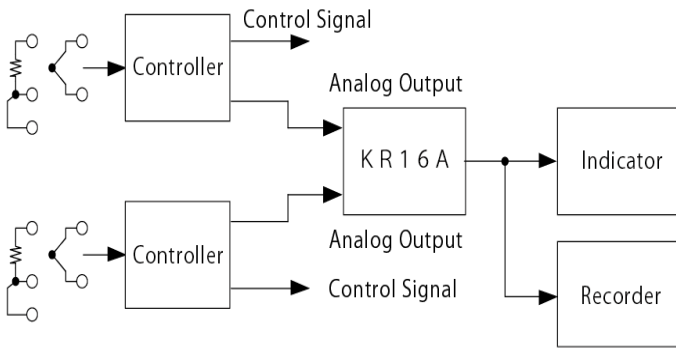 Control Signal
Controller
Analog Output
KR16A
Indicator
Analog Output
Controller
Control Signal
Recorder